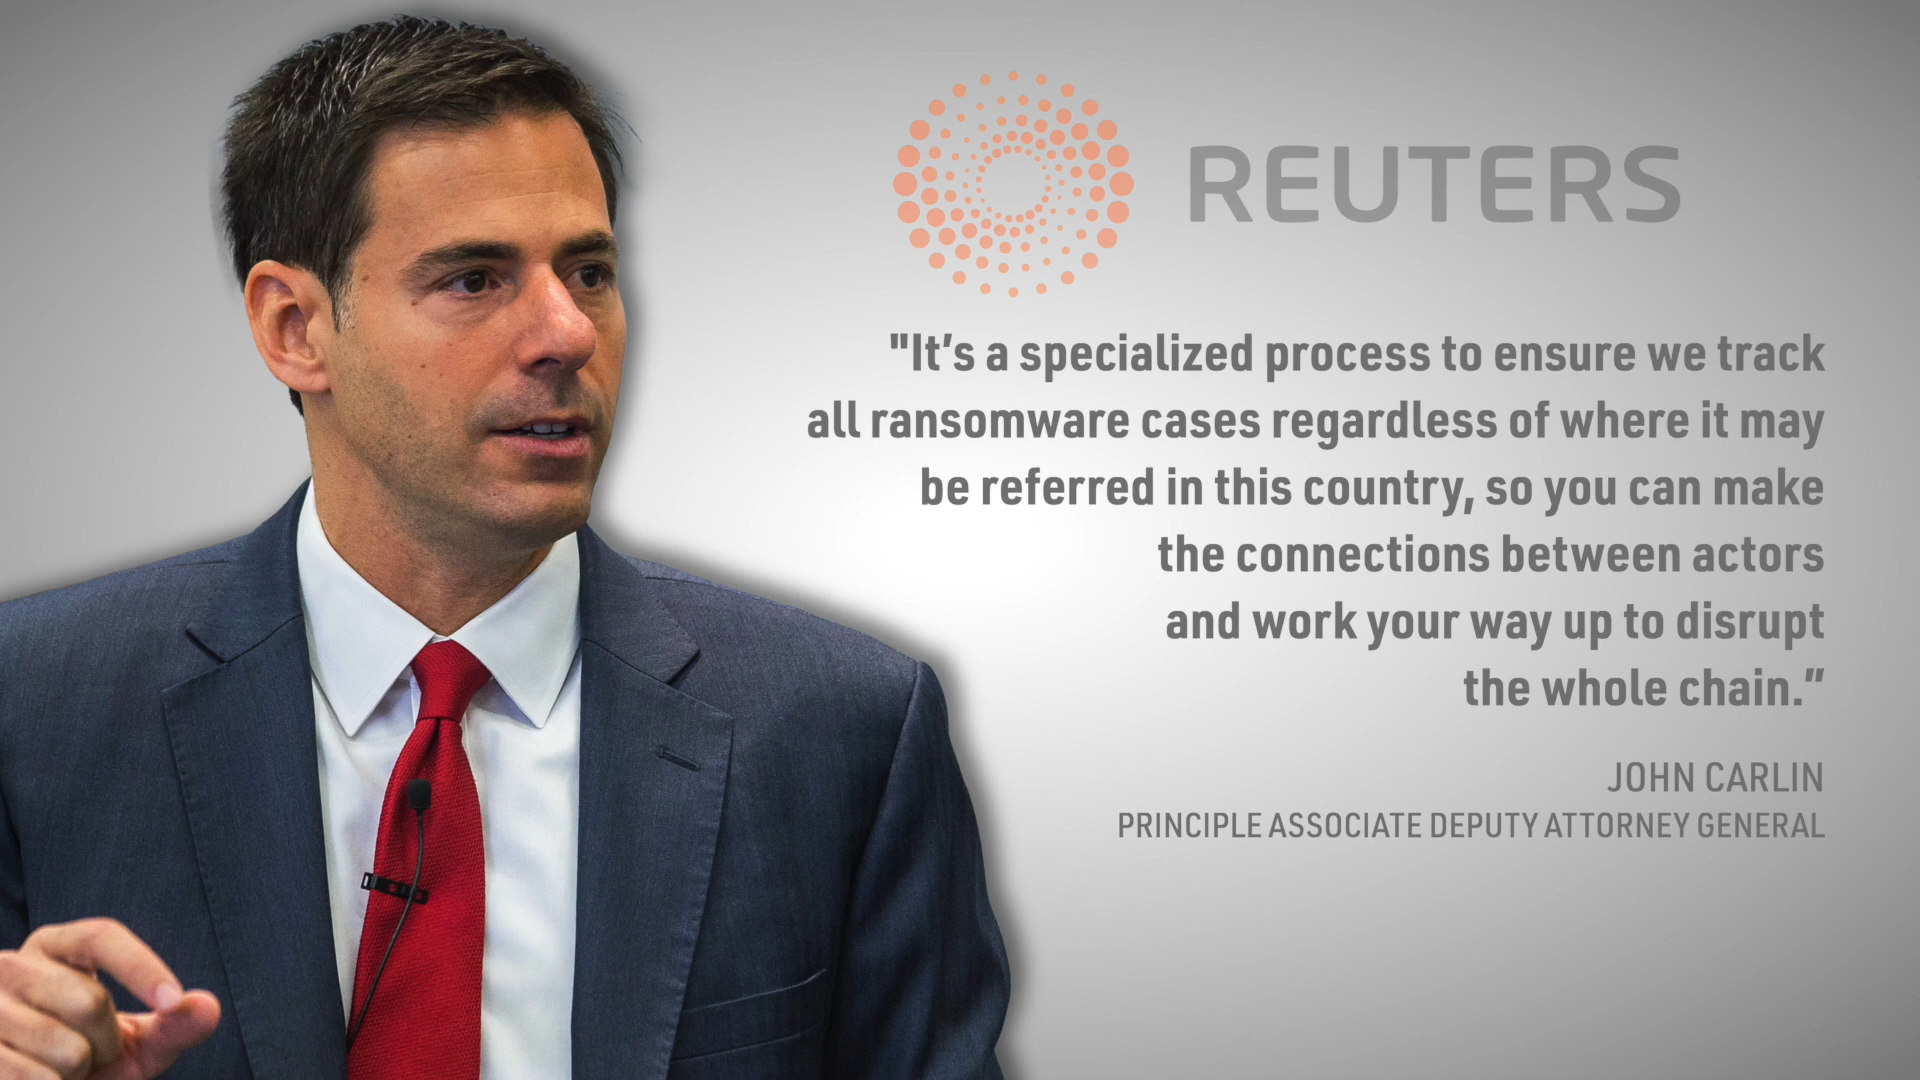 REUTERS
"It’s a specialized process to ensure we track
all ransomware cases regardless of where it may
be referred in this country, so you can make
the connections between actors
and work your way up to disrupt
the whole chain.”
JOHN CARLIN
PRINCIPLE ASSOCIATE DEPUTY ATTORNEY GENERAL